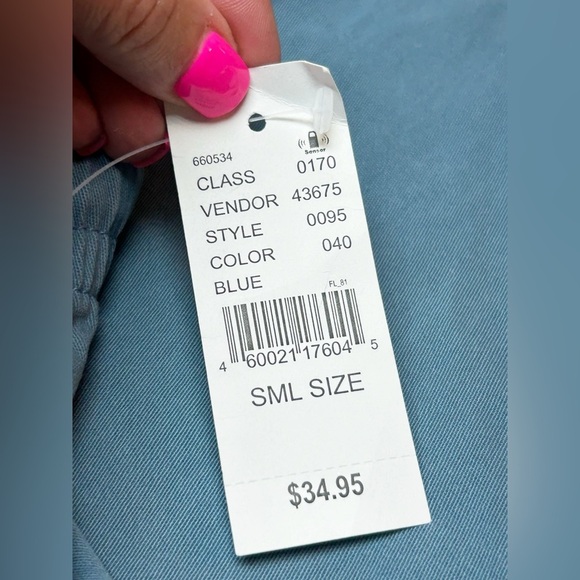 660534
Sensor
CLASS 0170
VENDOR 43675
STYLE 0095
COLOR 040
BLUE
FL_81
4 60021 17604 5
SML SIZE
$34.95